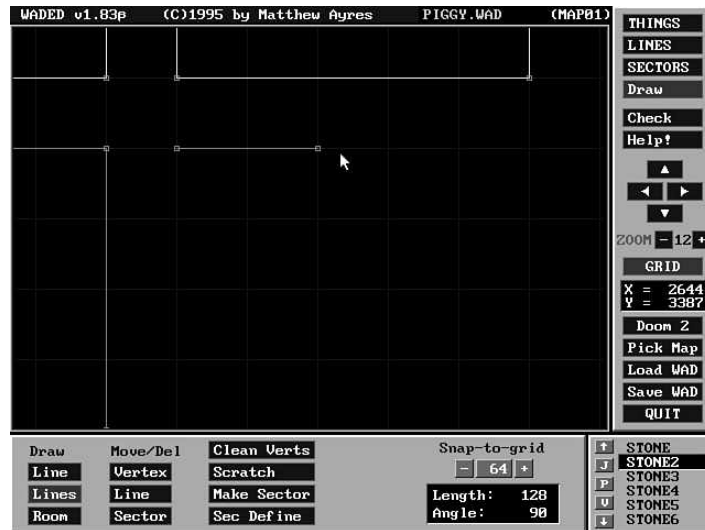 WADED v1.83β (C)1995 by Matthew Ayres PIGGY.WAD (MAP01)
THINGS
LINES
SECTORS
Draw
Check
Help!
ZOOM - 12 +
GRID
X = 2644
Y = 3387
Doom 2
Pick Map
Load WAD
Save WAD
QUIT
Draw Move/Del Clean Verts Snap-to-grid
Line Vertex Scratch - 64 +
Lines Line Make Sector Length: 128
Room Sector Sec Define Angle: 90
↑ STONE
J STONE2
P STONE3
U STONE4
STONE5
↓ STONE6